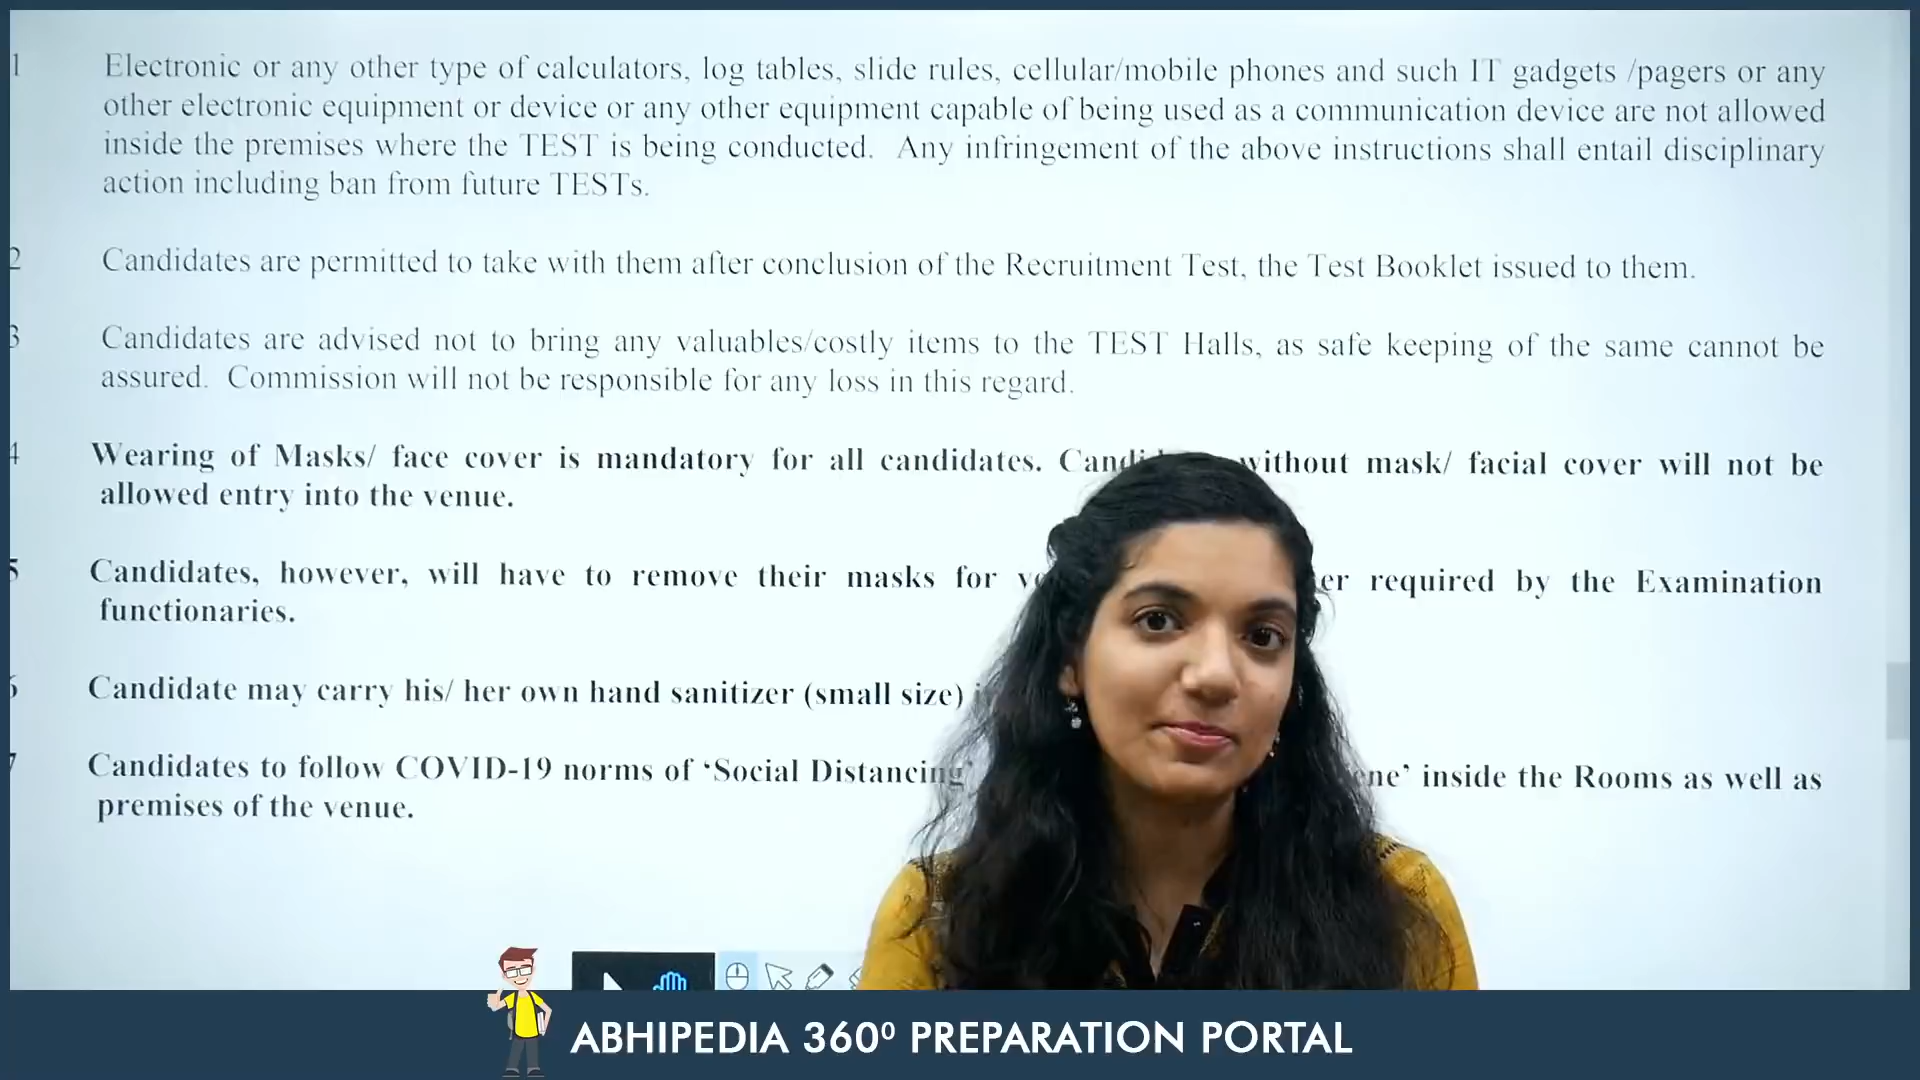 1 Electronic or any other type of calculators, log tables, slide rules, cellular/mobile phones and such IT gadgets /pagers or any
other electronic equipment or device or any other equipment capable of being used as a communication device are not allowed
inside the premises where the TEST is being conducted. Any infringement of the above instructions shall entail disciplinary
action including ban from future TESTs.
2 Candidates are permitted to take with them after conclusion of the Recruitment Test, the Test Booklet issued to them.
3 Candidates are advised not to bring any valuables/costly items to the TEST Halls, as safe keeping of the same cannot be
assured. Commission will not be responsible for any loss in this regard.
4 Wearing of Masks/ face cover is mandatory for all candidates. without mask/ facial cover will not be
allowed entry into the venue.
5 Candidates, however, will have to remove their masks for required by the Examination
functionaries.
Candidate may carry his/ her own hand sanitizer (small size)
7 Candidates to follow COVID-19 norms of ‘Social Distancing’ inside the Rooms as well as
premises of the venue.
ABHIPEDIA 360⁰ PREPARATION PORTAL